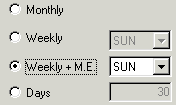 Monthly
Weekly SUN
Weekly + M.E. SUN
Days 30